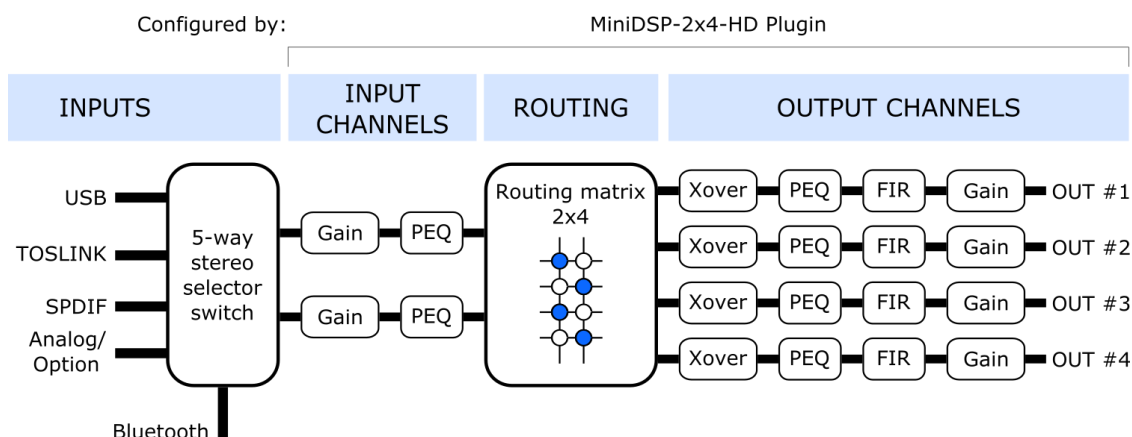 Configured by:
MiniDSP-2x4-HD Plugin
INPUTS
INPUT
CHANNELS
ROUTING
OUTPUT CHANNELS
USB
TOSLINK
SPDIF
Analog/
Option
Bluetooth
5-way
stereo
selector
switch
Gain
PEQ
Gain
PEQ
Routing matrix
2x4
Xover
PEQ
FIR
Gain
OUT #1
Xover
PEQ
FIR
Gain
OUT #2
Xover
PEQ
FIR
Gain
OUT #3
Xover
PEQ
FIR
Gain
OUT #4